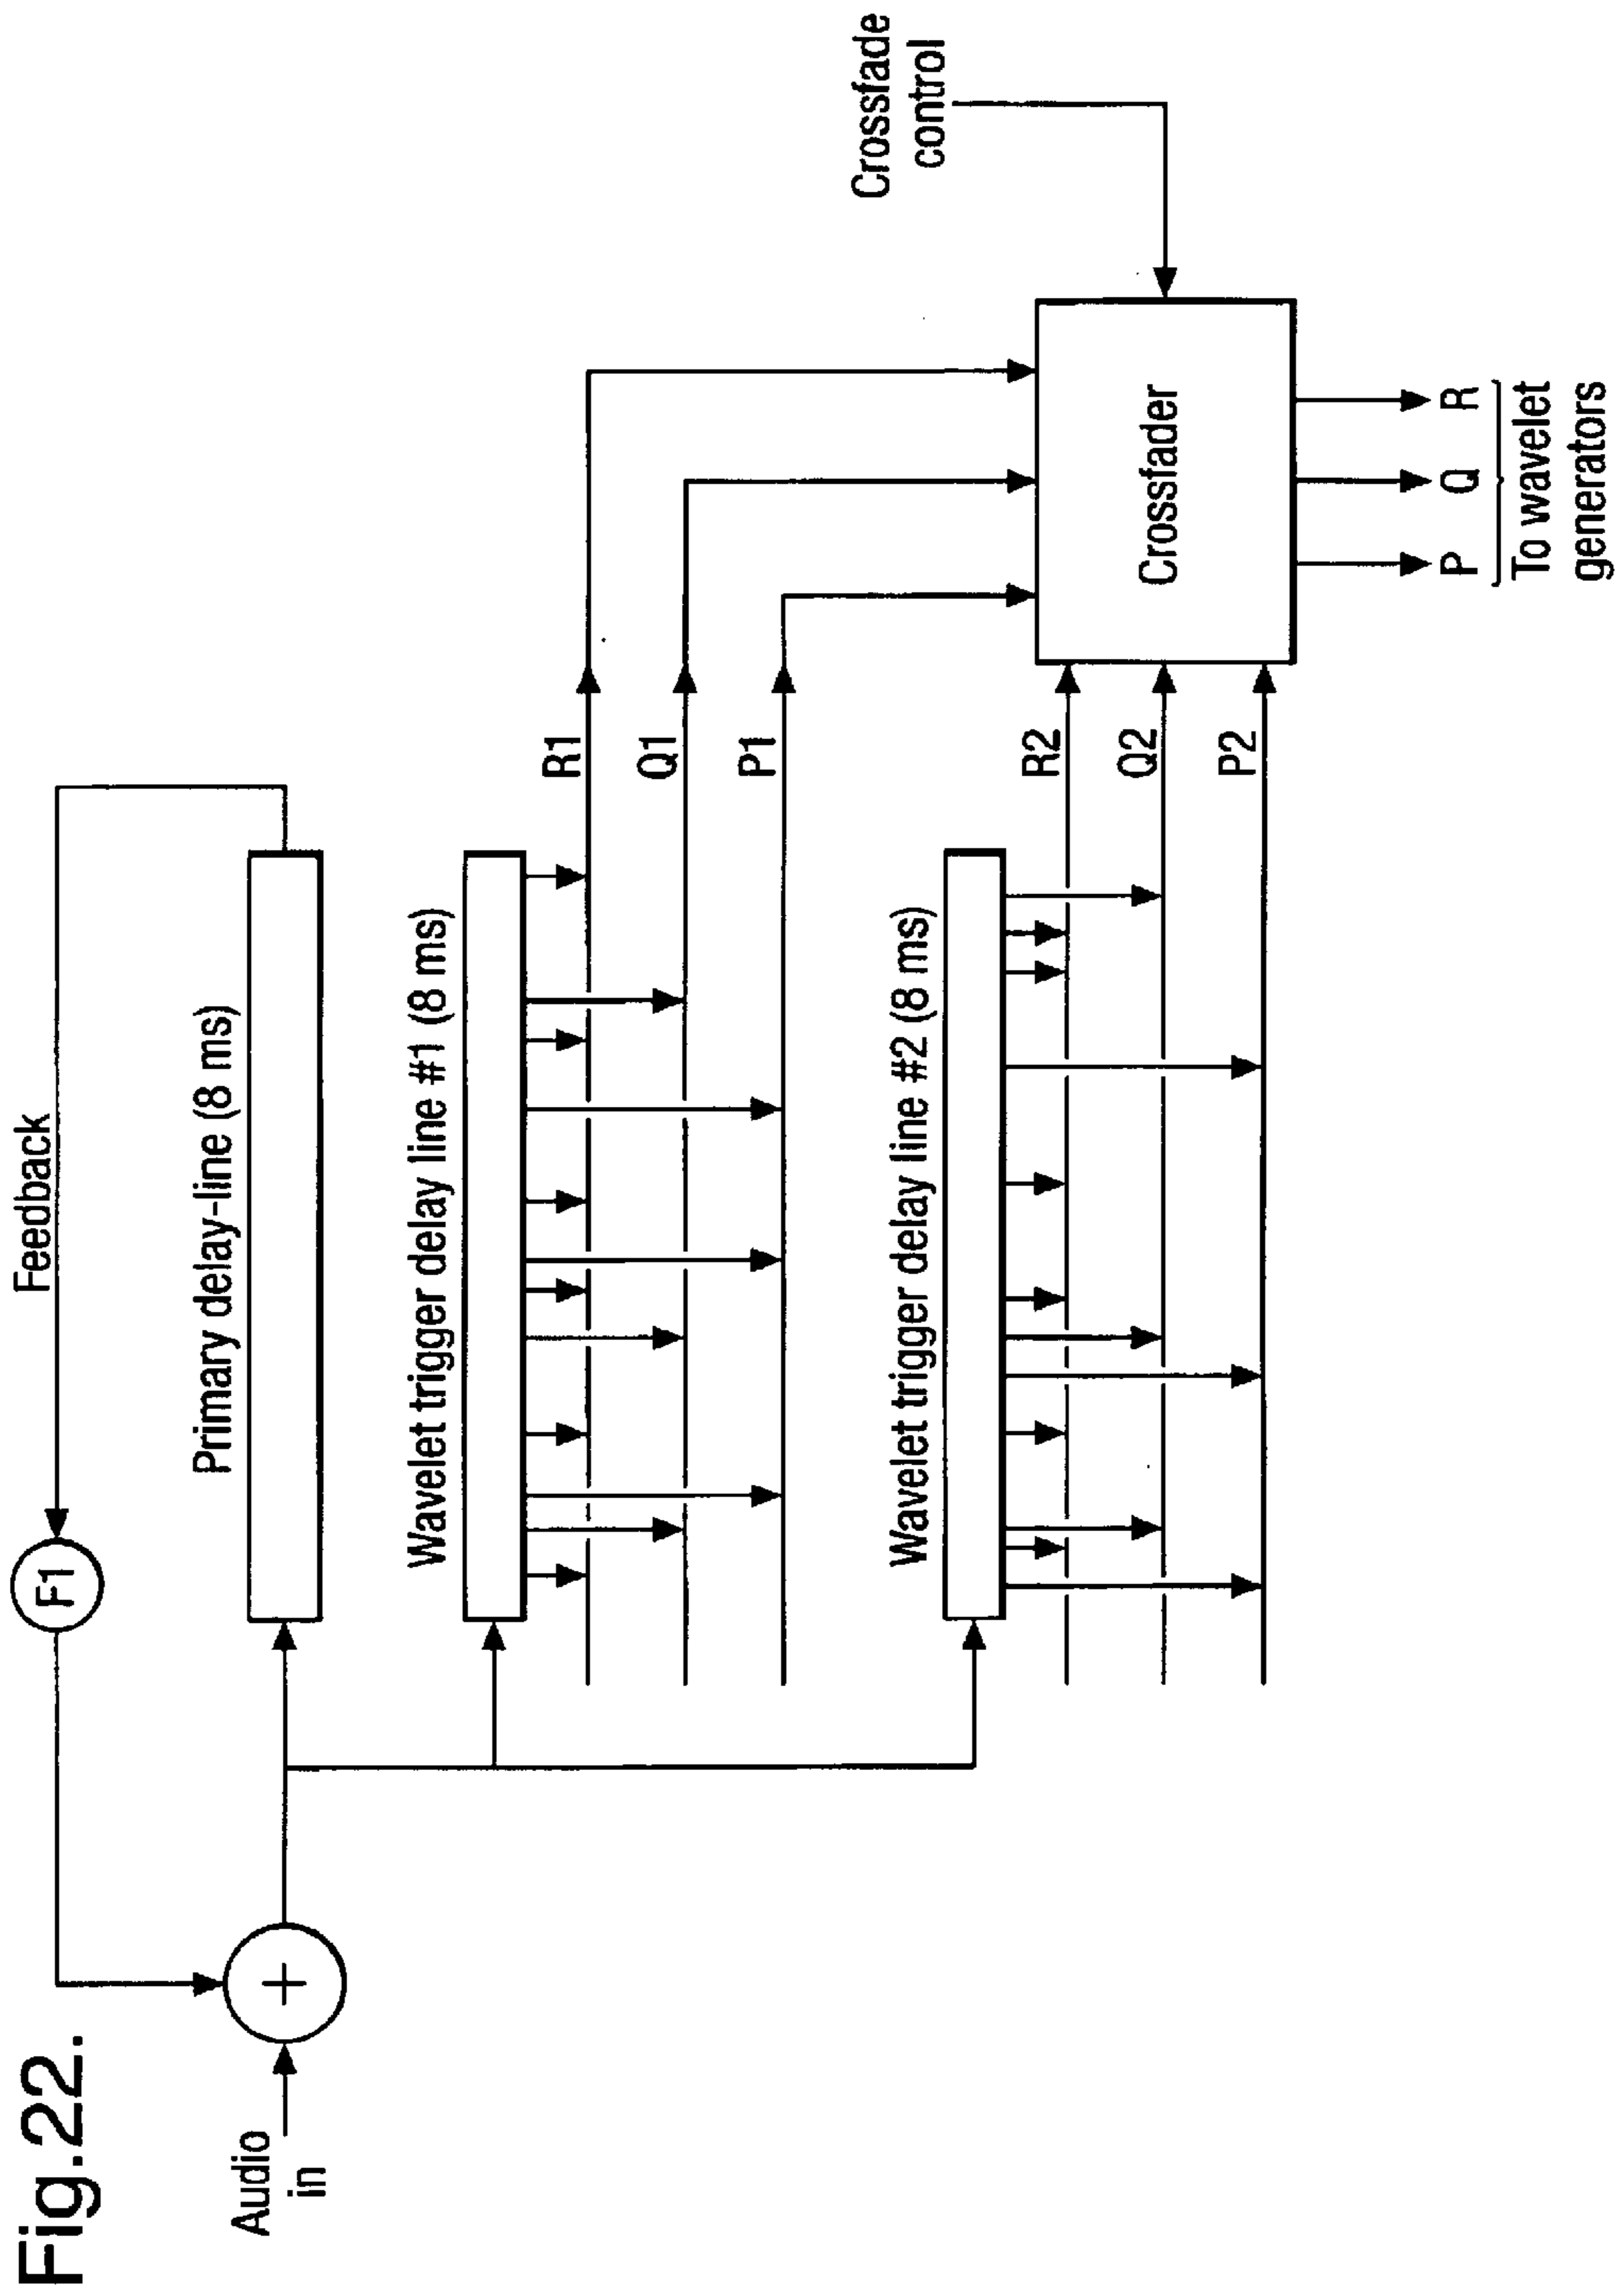 Fig.22.
Feedback
F1
Primary delay-line (8 ms)
Audio
in
+
Wavelet trigger delay line #1 (8 ms)
R1
Q1
P1
Crossfade
control
Wavelet trigger delay line #2 (8 ms)
R2
Q2
P2
Crossfader
P Q R
To wavelet
generators